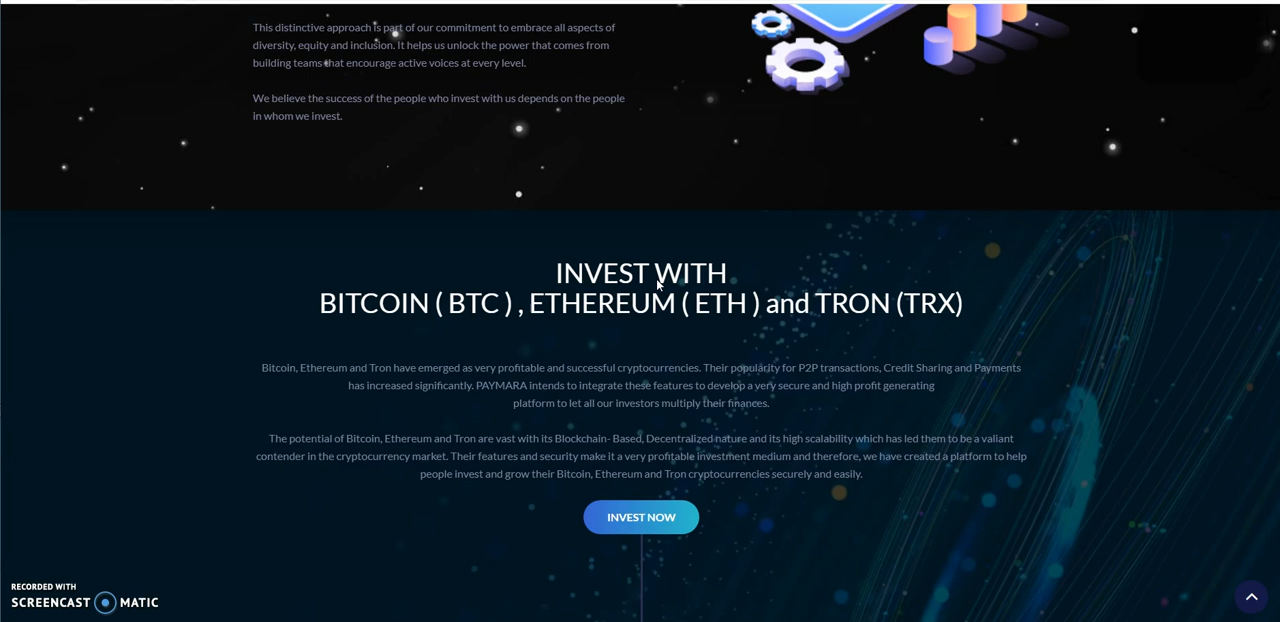 This distinctive approach is part of our commitment to embrace all aspects of
diversity, equity and inclusion. It helps us unlock the power that comes from
building teams that encourage active voices at every level.
We believe the success of the people who invest with us depends on the people
in whom we invest.
INVEST WITH
BITCOIN ( BTC ) , ETHEREUM ( ETH ) and TRON (TRX)
Bitcoin, Ethereum and Tron have emerged as very profitable and successful cryptocurrencies. Their popularity for P2P transactions, Credit Sharing and Payments
has increased significantly. PAYMARA intends to integrate these features to develop a very secure and high profit generating
platform to let all our investors multiply their finances.
The potential of Bitcoin, Ethereum and Tron are vast with its Blockchain- Based, Decentralized nature and its high scalability which has led them to be a valiant
contender in the cryptocurrency market. Their features and security make it a very profitable investment medium and therefore, we have created a platform to help
people invest and grow their Bitcoin, Ethereum and Tron cryptocurrencies securely and easily.
INVEST NOW
RECORDED WITH
SCREENCAST MATIC